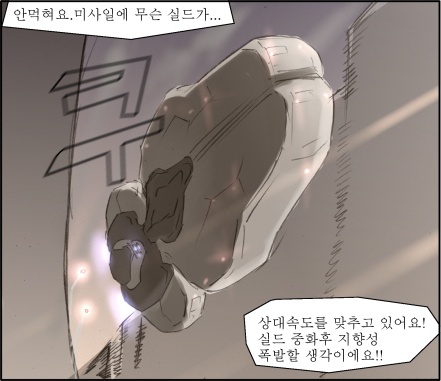 안먹혀요.미사일에 무슨 실드가...
쿠
상대속도를 맞추고 있어요!
실드 중화후 지향성
폭발할 생각이에요!!